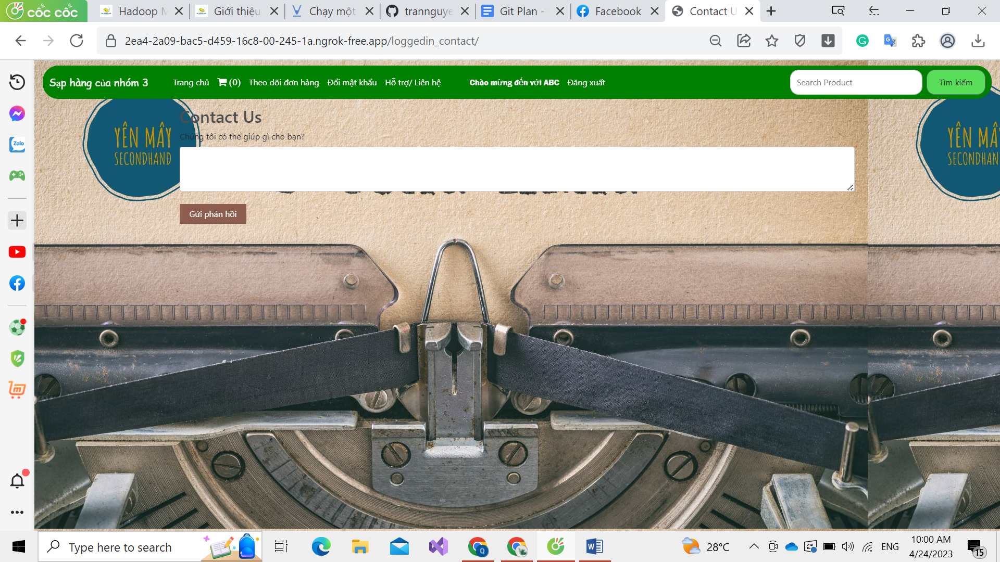 cốc cốc
Hadoop M
Giới thiệu
Chạy một
trannguye
Git Plan -
Facebook
Contact U
2ea4-2a09-bac5-d459-16c8-00-245-1a.ngrok-free.app/loggedin_contact/
Sạp hàng của nhóm 3
Trang chủ
(0)
Theo dõi đơn hàng
Đổi mật khẩu
Hỗ trợ/ Liên hệ
Chào mừng đến với ABC
Đăng xuất
Search Product
Tìm kiếm
Contact Us
YÊN MÂY
SECONDHAND
Chúng tôi có thể giúp gì cho bạn?
Gửi phản hồi
YÊN MÂ
SECONDHAN
Zalo
Type here to search
28°C
ENG
10:00 AM
4/24/2023
15